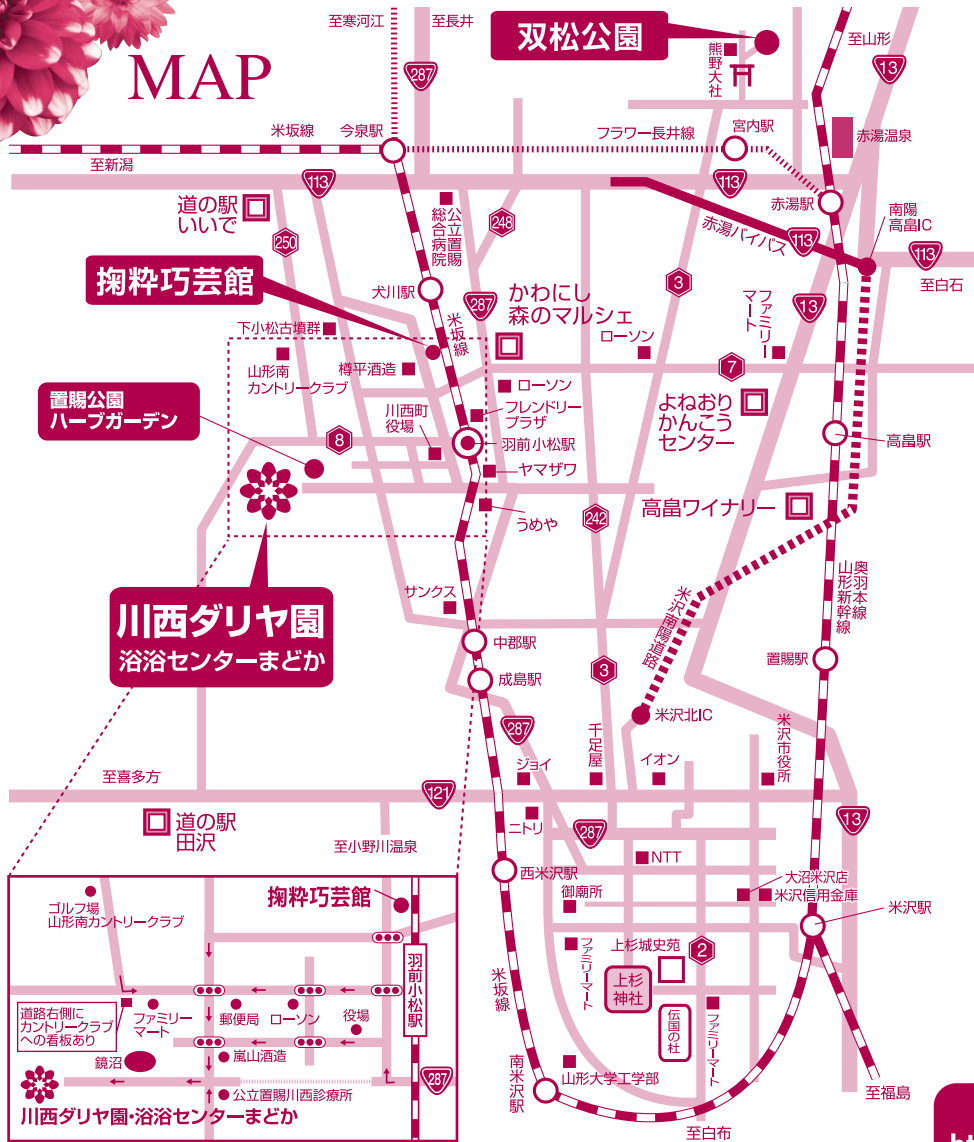 MAP
至寒河江
至長井
双松公園
熊野大社
至山形
287
13
米坂線
今泉駅
フラワー長井線
宮内駅
赤湯温泉
至新潟
113
113
道の駅
いいで
公立置賜
総合病院
248
赤湯駅
南陽
高畠IC
赤湯バイパス
113
113
250
至白石
掬粋巧芸館
犬川駅
287
かわにし
森のマルシェ
3
13
ファミリーマート
下小松古墳群
米坂線
ローソン
山形南
カントリークラブ
樽平酒造
7
置賜公園
ハーブガーデン
ローソン
よねおり
かんこう
センター
川西町
役場
フレンドリー
プラザ
8
羽前小松駅
高畠駅
ヤマザワ
高畠ワイナリー
うめや
242
川西ダリヤ園
浴浴センターまどか
サンクス
中郡駅
米沢南陽道路
奥羽本線
山形新幹線
成島駅
3
置賜駅
287
米沢北IC
千足屋
米沢市役所
至喜多方
ジョイ
イオン
121
道の駅
田沢
至小野川温泉
ニトリ
287
13
NTT
西米沢駅
大沼米沢店
米沢信用金庫
御廟所
米沢駅
ファミリーマート
上杉城史苑
2
上杉
神社
米坂線
伝国の杜
ファミリーマート
南米沢駅
山形大学工学部
至福島
至白布
掬粋巧芸館
ゴルフ場
山形南カントリークラブ
羽前小松駅
道路右側に
カントリークラブ
への看板あり
ファミリー
マート
郵便局
ローソン
役場
鏡沼
嵐山酒造
287
公立置賜川西診療所
川西ダリヤ園・浴浴センターまどか